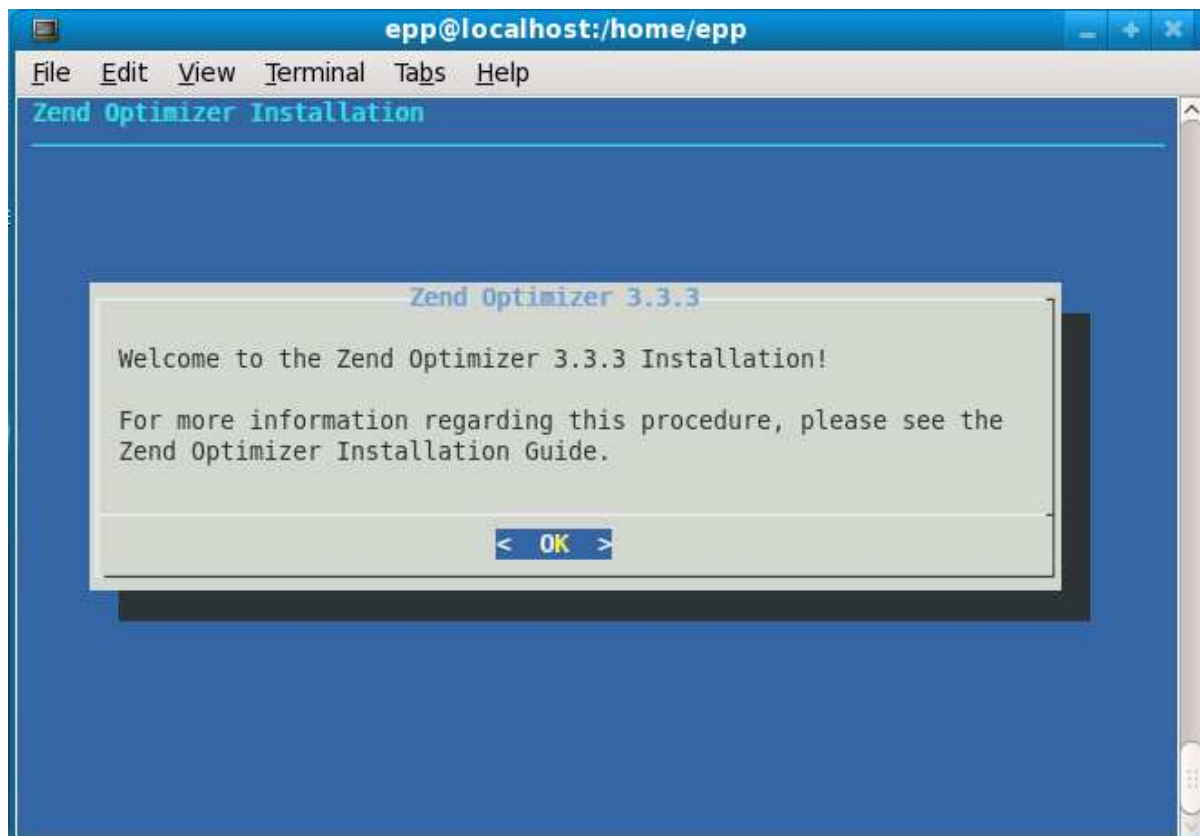 epp@localhost:/home/epp
File Edit View Terminal Tabs Help
Zend Optimizer Installation
Zend Optimizer 3.3.3
Welcome to the Zend Optimizer 3.3.3 Installation!
For more information regarding this procedure, please see the
Zend Optimizer Installation Guide.
< OK >